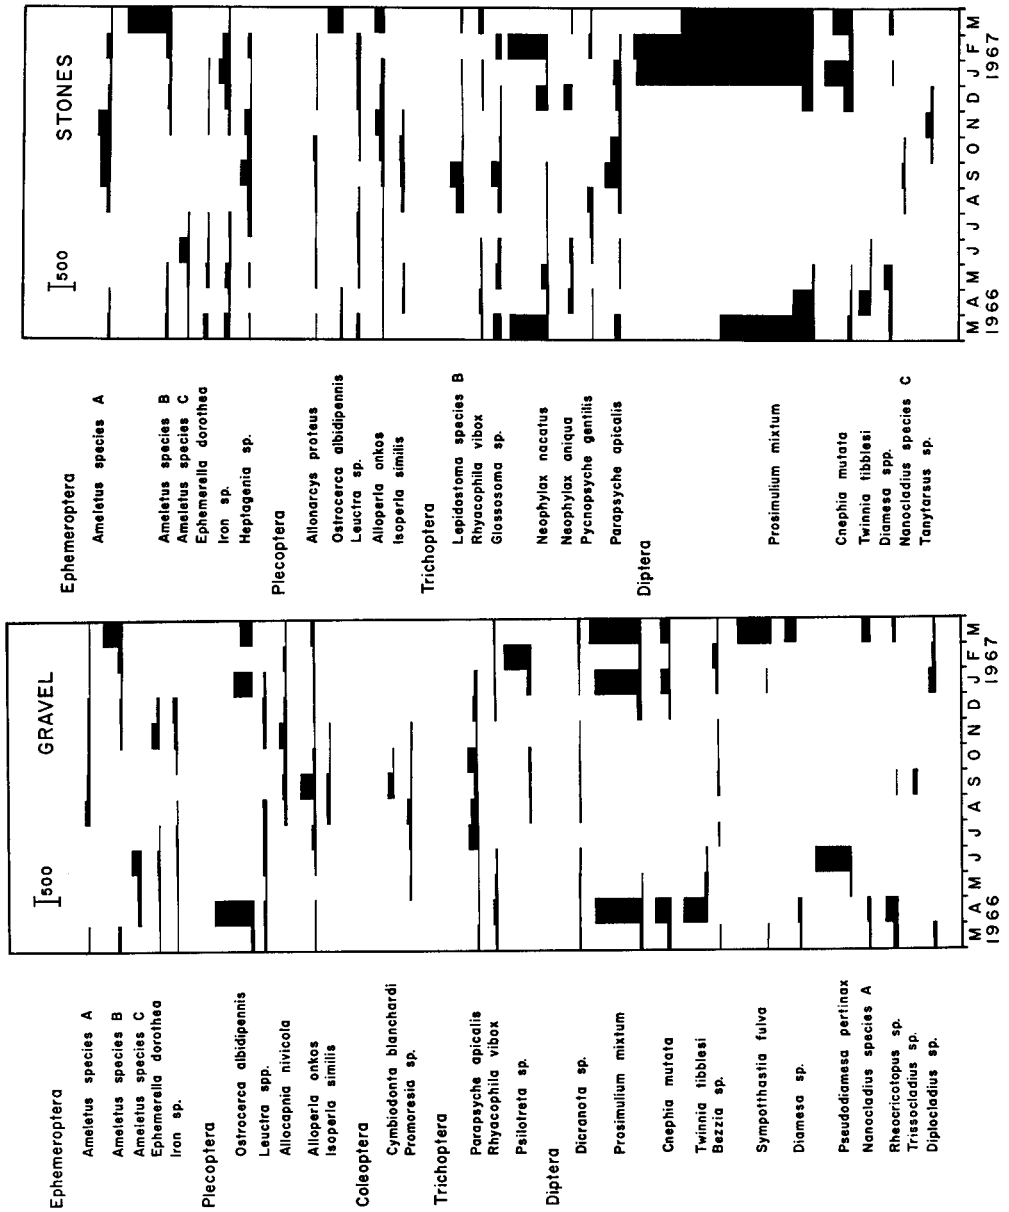 GRAVEL
500
Ephemeroptera
Ameletus species A
Ameletus species B
Ameletus species C
Ephemerella dorothea
Iron sp.
Plecoptera
Ostrocerca albidipennis
Leuctra spp.
Allocapnia nivicola
Alloperla onkos
Isoperla similis
Coleoptera
Cymbiodonta blanchardi
Promoresia sp.
Trichoptera
Parapsyche apicalis
Rhyacophila vibox
Psilotreta sp.
Diptera
Dicranota sp.
Prosimulium mixtum
Cnephia mutata
Twinnia tibblesi
Bezzia sp.
Sympotthastia fulva
Diamesa sp.
Pseudodiamesa pertinax
Nanocladius species A
Rheocricotopus sp.
Trissocladius sp.
Diplocladius sp.
M A M J J A S O N D J F M
1966 1967
STONES
500
Ephemeroptera
Ameletus species A
Ameletus species B
Ameletus species C
Ephemerella dorothea
Iron sp.
Heptagenia sp.
Plecoptera
Allonarcys proteus
Ostrocerca albidipennis
Leuctra sp.
Alloperla onkos
Isoperla similis
Trichoptera
Lepidostoma species B
Rhyacophila vibox
Glossosoma sp.
Neophylax nacatus
Neophylax aniqua
Pycnopsyche gentilis
Parapsyche apicalis
Diptera
Prosimulium mixtum
Cnephia mutata
Twinnia tibblesi
Diamesa spp.
Nanocladius species C
Tanytarsus sp.
M A M J J A S O N D J F M
1966 1967